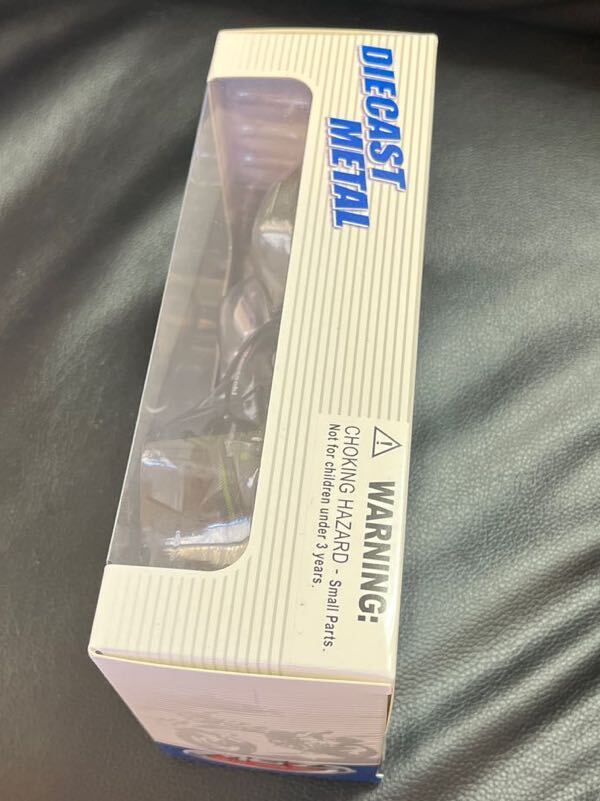 DIECAST
METAL
WARNING:
CHOKING HAZARD - Small Parts.
Not for children under 3 years.